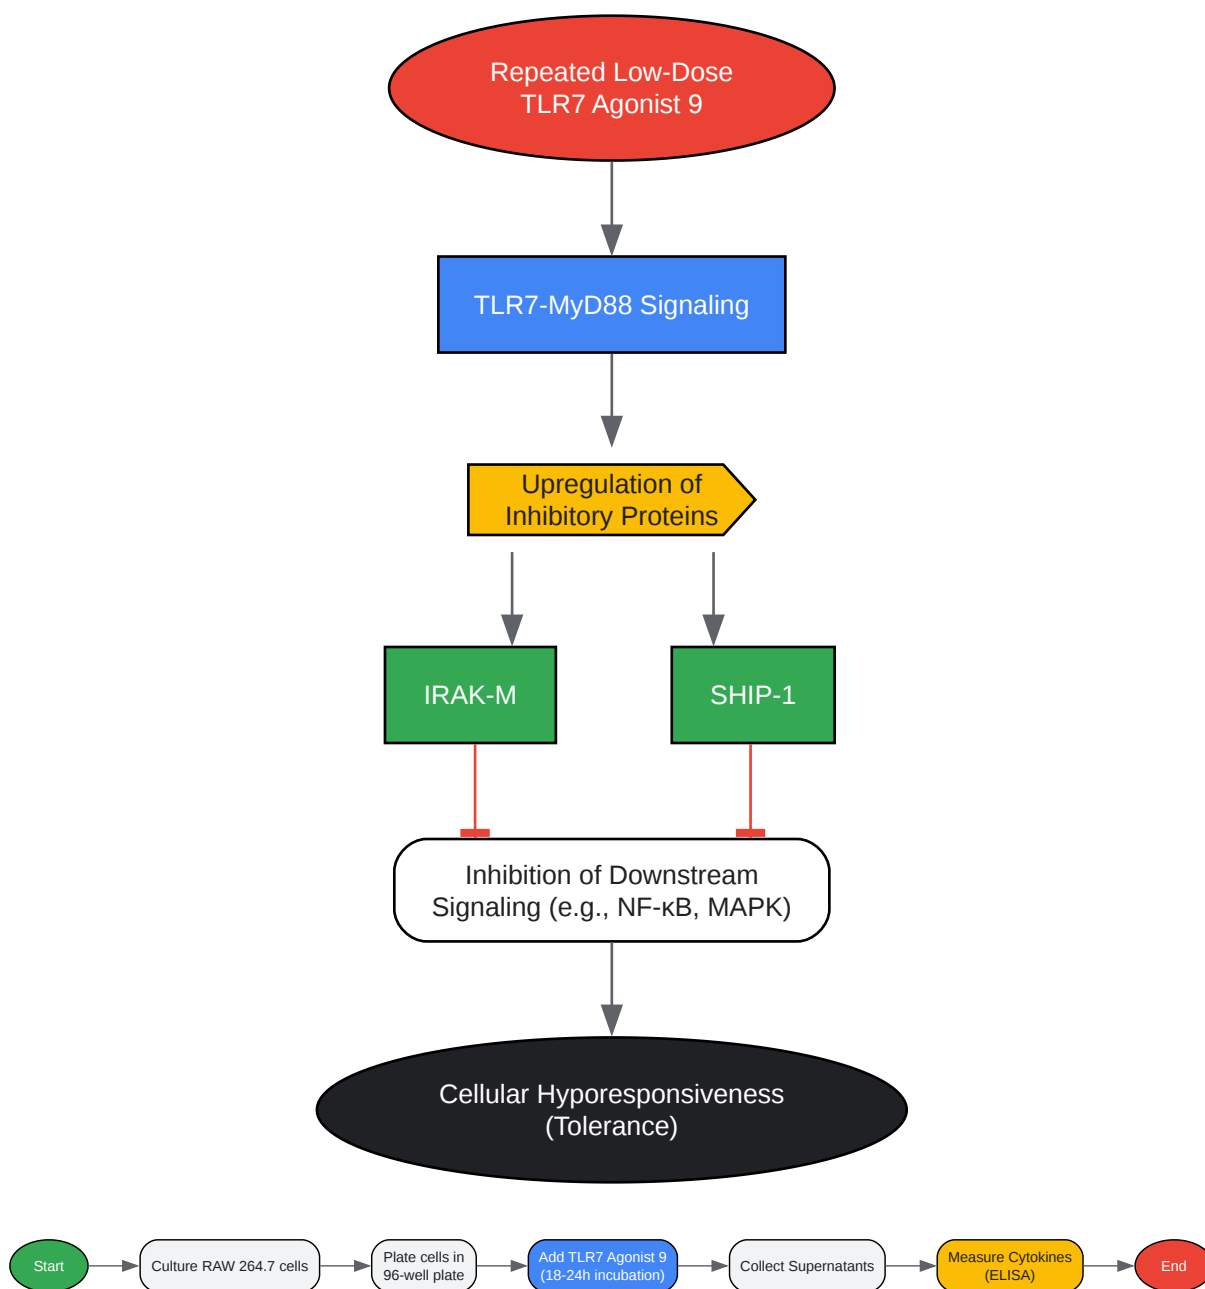 Repeated Low-Dose
TLR7 Agonist 9
TLR7-MyD88 Signaling
Upregulation of
Inhibitory Proteins
IRAK-M
SHIP-1
Inhibition of Downstream
Signaling (e.g., NF-κB, MAPK)
Cellular Hyporesponsiveness
(Tolerance)
Start
Culture RAW 264.7 cells
Plate cells in
96-well plate
Add TLR7 Agonist 9
(18-24h incubation)
Collect Supernatants
Measure Cytokines
(ELISA)
End